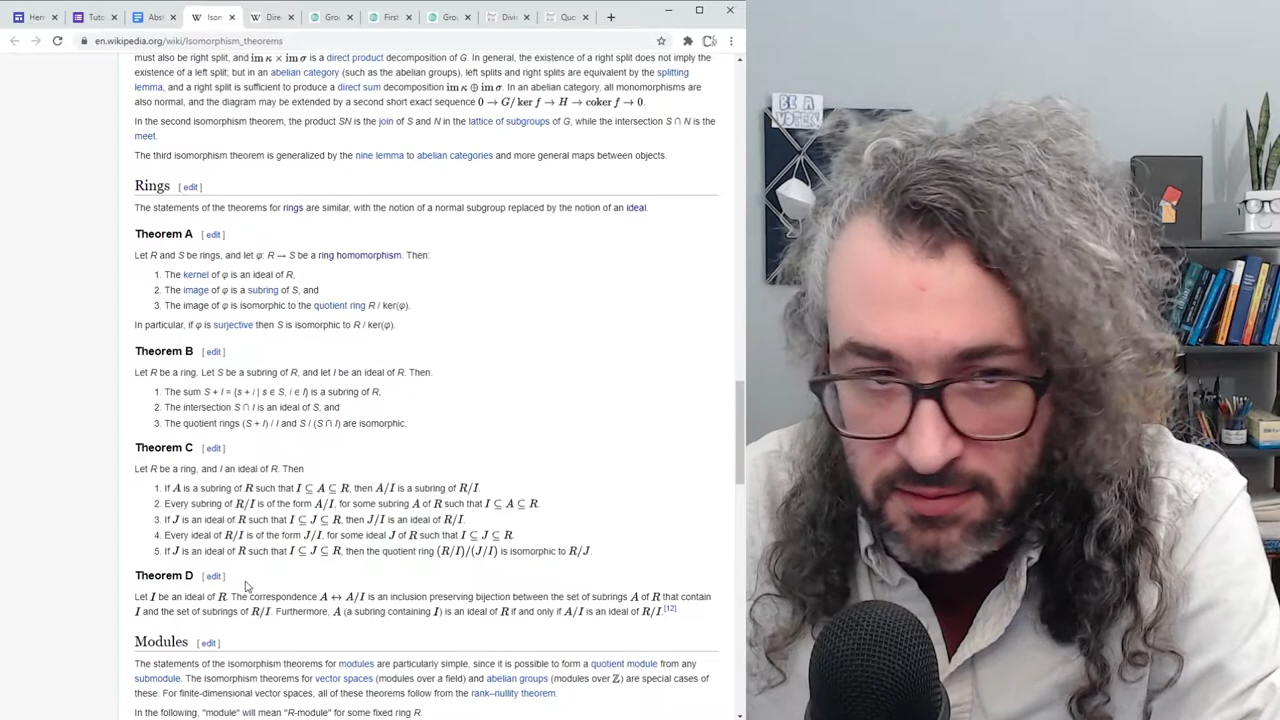 Her
Tuto
Abst
Ison
Dire
Gro
First
Gro
Divi
Quo
en.wikipedia.org/wiki/Isomorphism_theorems
must also be right split, and im κ × im σ is a direct product decomposition of G. In general, the existence of a right split does not imply the
existence of a left split; but in an abelian category (such as the abelian groups), left splits and right splits are equivalent by the splitting
lemma, and a right split is sufficient to produce a direct sum decomposition im κ ⊕ im σ. In an abelian category, all monomorphisms are
also normal, and the diagram may be extended by a second short exact sequence 0 → G/ ker f → H → coker f → 0.
In the second isomorphism theorem, the product SN is the join of S and N in the lattice of subgroups of G, while the intersection S ∩ N is the
meet.
The third isomorphism theorem is generalized by the nine lemma to abelian categories and more general maps between objects.
Rings [ edit ]
The statements of the theorems for rings are similar, with the notion of a normal subgroup replaced by the notion of an ideal.
Theorem A [ edit ]
Let R and S be rings, and let φ: R → S be a ring homomorphism. Then:
1. The kernel of φ is an ideal of R,
2. The image of φ is a subring of S, and
3. The image of φ is isomorphic to the quotient ring R / ker(φ).
In particular, if φ is surjective then S is isomorphic to R / ker(φ).
Theorem B [ edit ]
Let R be a ring. Let S be a subring of R, and let I be an ideal of R. Then:
1. The sum S + I = {s + i | s ∈ S, i ∈ I} is a subring of R,
2. The intersection S ∩ I is an ideal of S, and
3. The quotient rings (S + I) / I and S / (S ∩ I) are isomorphic.
Theorem C [ edit ]
Let R be a ring, and I an ideal of R. Then
1. If A is a subring of R such that I ⊆ A ⊆ R, then A/I is a subring of R/I.
2. Every subring of R/I is of the form A/I, for some subring A of R such that I ⊆ A ⊆ R.
3. If J is an ideal of R such that I ⊆ J ⊆ R, then J/I is an ideal of R/I.
4. Every ideal of R/I is of the form J/I, for some ideal J of R such that I ⊆ J ⊆ R.
5. If J is an ideal of R such that I ⊆ J ⊆ R, then the quotient ring (R/I)/(J/I) is isomorphic to R/J.
Theorem D [ edit ]
Let I be an ideal of R. The correspondence A ↔ A/I is an inclusion preserving bijection between the set of subrings A of R that contain
I and the set of subrings of R/I. Furthermore, A (a subring containing I) is an ideal of R if and only if A/I is an ideal of R/I.[12]
Modules [ edit ]
The statements of the isomorphism theorems for modules are particularly simple, since it is possible to form a quotient module from any
submodule. The isomorphism theorems for vector spaces (modules over a field) and abelian groups (modules over ℤ) are special cases of
these. For finite-dimensional vector spaces, all of these theorems follow from the rank–nullity theorem.
In the following, "module" will mean "R-module" for some fixed ring R.
BE A
VOTER!